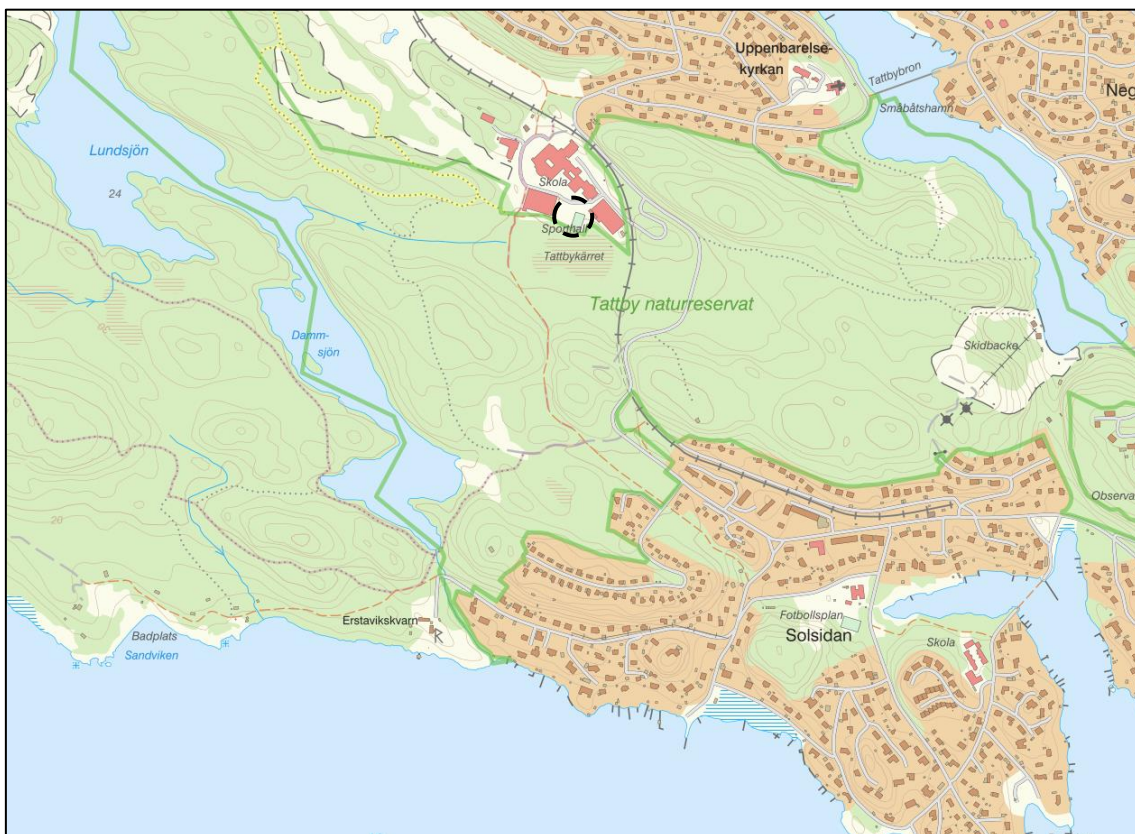 Uppenbarelse-
kyrkan
Tattbybron
Småbåtshamn
Neg
Lundsjön
24
Skola
Sporthall
Tattbykärret
Tattby naturreservat
Damm-
sjön
Skidbacke
Observa
20
Erstavikskvarn
Badplats
Sandviken
Fotbollsplan
Solsidan
Skola